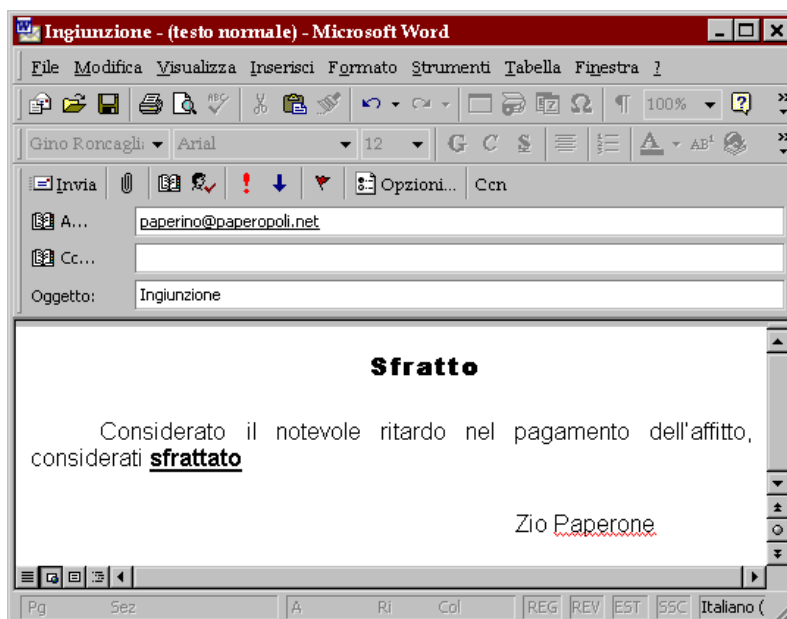 Ingiunzione - (testo normale) - Microsoft Word
File Modifica Visualizza Inserisci Formato Strumenti Tabella Finestra ?
ABC ¶ 100%
Gino Roncagli Arial 12 G C S A AB¹
Invia Opzioni... Ccn
A... paperino@paperopoli.net
Cc...
Oggetto: Ingiunzione
Sfratto
Considerato il notevole ritardo nel pagamento dell'affitto,
considerati sfrattato
Zio Paperone
Pg Sez A Ri Col REG REV EST SSC Italiano (